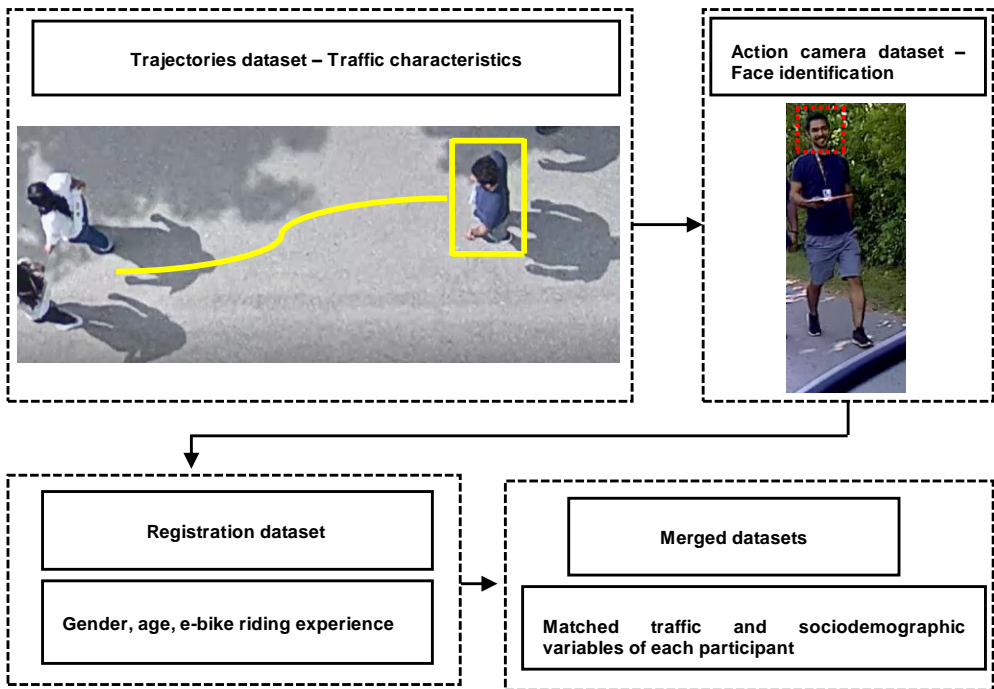 Trajectories dataset – Traffic characteristics
Action camera dataset –
Face identification
Registration dataset
Gender, age, e-bike riding experience
Merged datasets
Matched traffic and sociodemographic
variables of each participant